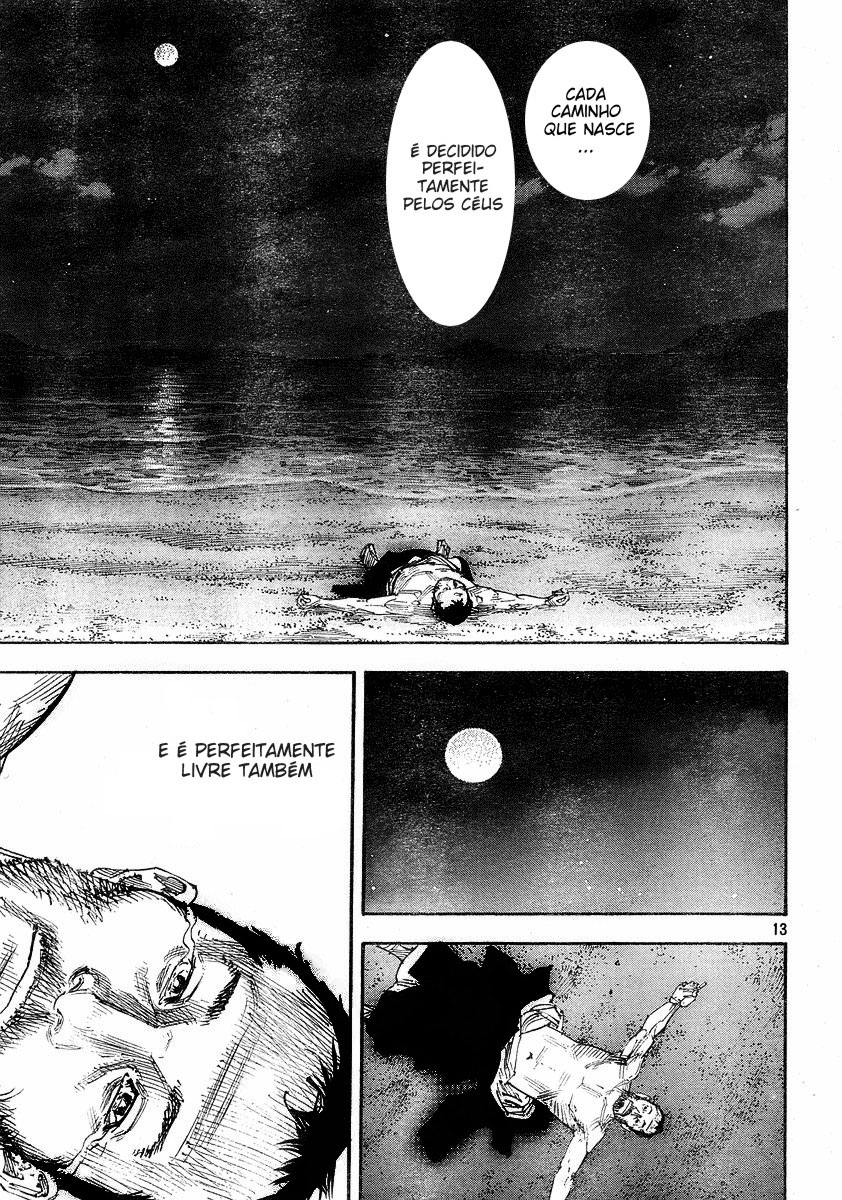 CADA
CAMINHO
QUE NASCE
...
É DECIDIDO
PERFEI-
TAMENTE
PELOS CÉUS
E É PERFEITAMENTE
LIVRE TAMBÉM
13